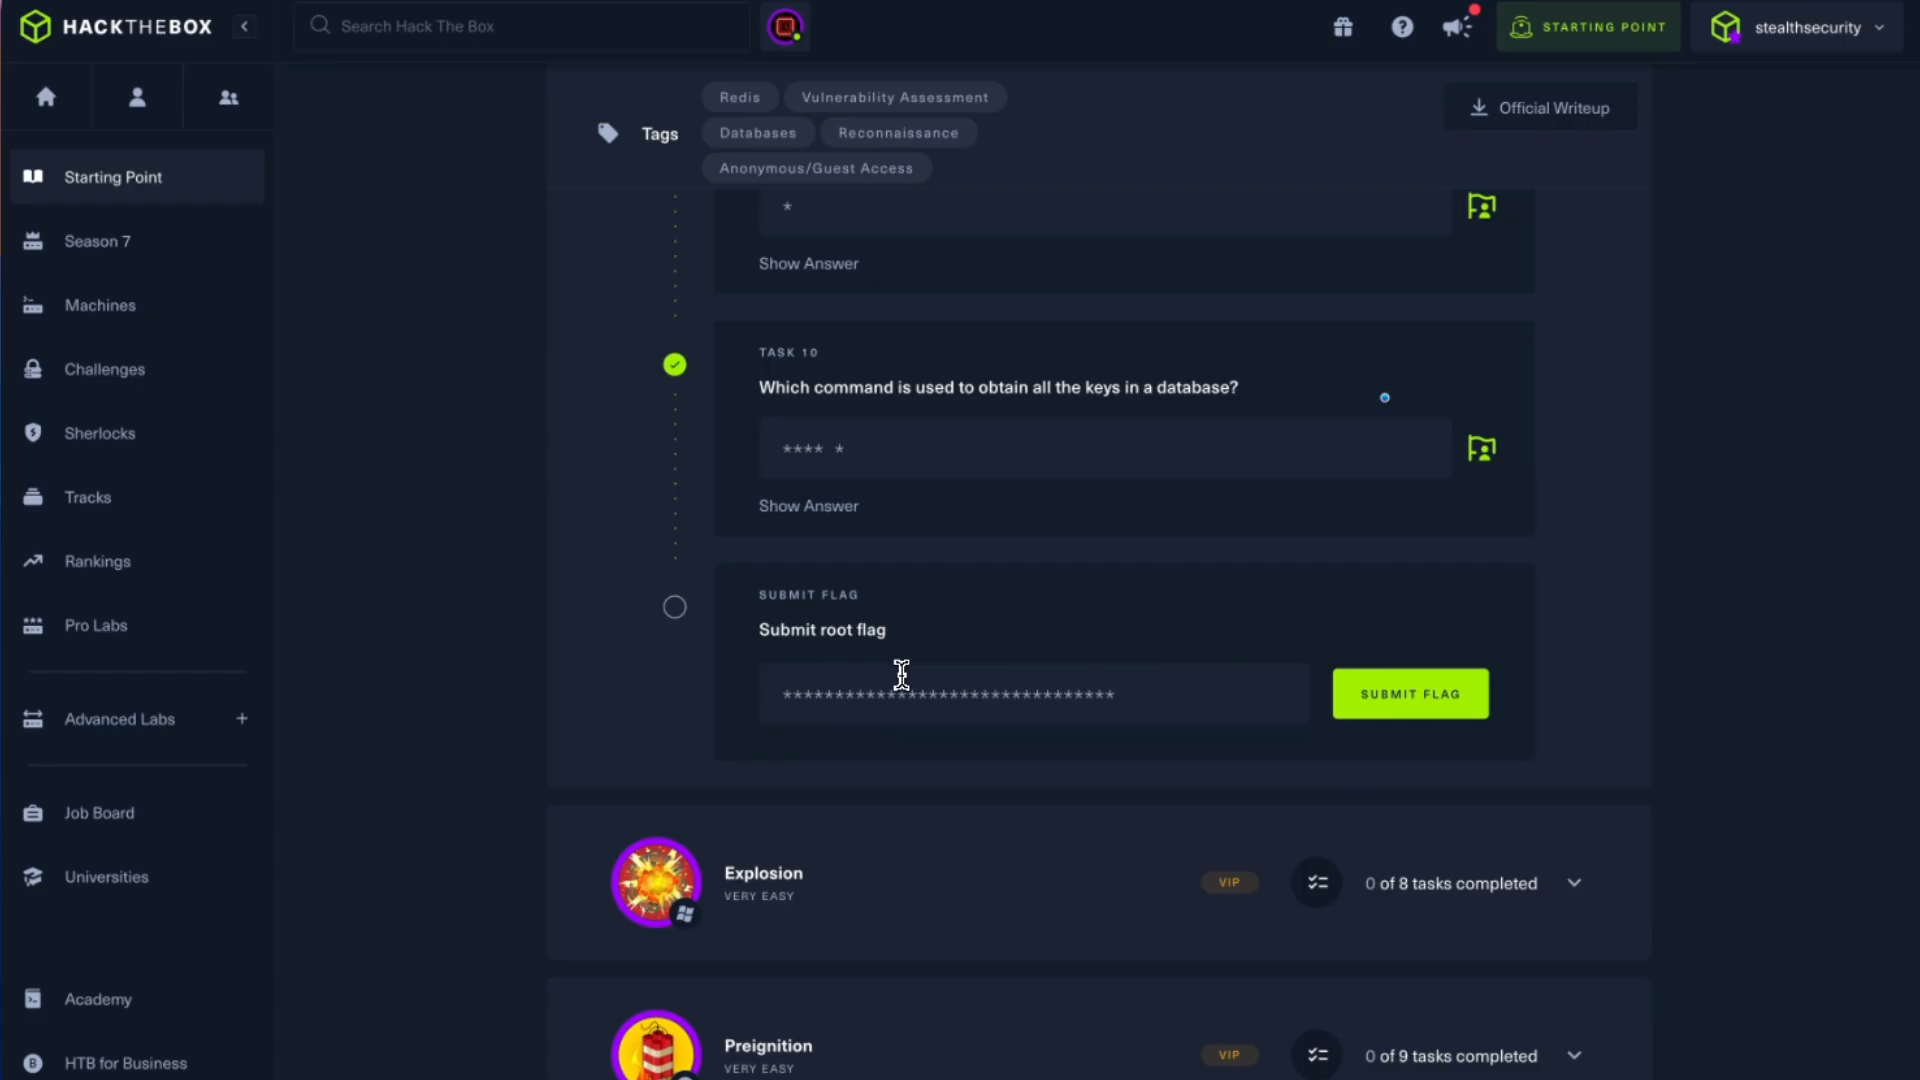 HACKTHEBOX
Search Hack The Box
STARTING POINT
stealthsecurity
Starting Point
Season 7
Machines
Challenges
Sherlocks
Tracks
Rankings
Pro Labs
Advanced Labs +
Job Board
Universities
Academy
HTB for Business
Tags
Redis
Vulnerability Assessment
Databases
Reconnaissance
Anonymous/Guest Access
Official Writeup
*
Show Answer
TASK 10
Which command is used to obtain all the keys in a database?
**** *
Show Answer
SUBMIT FLAG
Submit root flag
********************************
SUBMIT FLAG
Explosion
VERY EASY
VIP
0 of 8 tasks completed
Preignition
VERY EASY
VIP
0 of 9 tasks completed